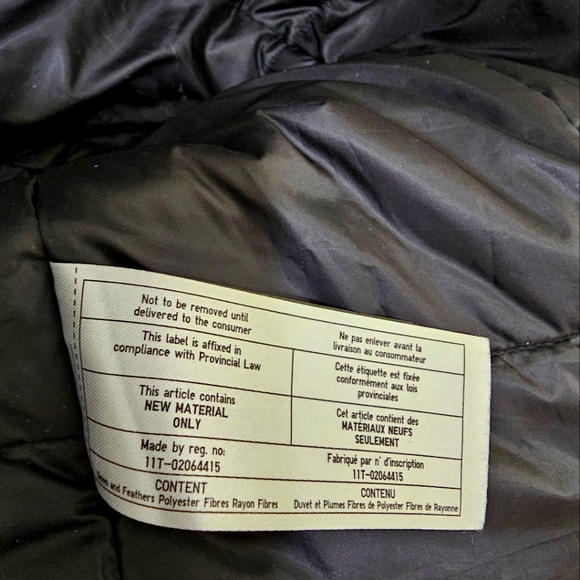 Not to be removed until
delivered to the consumer
Ne pas enlever avant la
livraison au consommateur
This label is affixed in
compliance with Provincial Law
Cette étiquette est fixée
conformément aux lois
provinciales
This article contains
NEW MATERIAL
ONLY
Cet article contient des
MATÉRIAUX NEUFS
SEULEMENT
Made by reg. no:
11T-02064415
Fabriqué par n° d'inscription
11T-02064415
CONTENT
Down and Feathers Polyester Fibres Rayon Fibres
CONTENU
Duvet et Plumes Fibres de Polyester Fibres de Rayonne